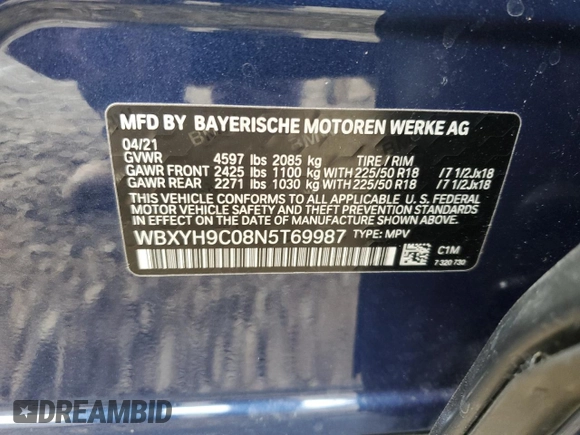 MFD BY BAYERISCHE MOTOREN WERKE AG
04/21
GVWR 4597 lbs 2085 kg TIRE / RIM
GAWR FRONT 2425 lbs 1100 kg WITH 225/50 R18 /7 1/2Jx18
GAWR REAR 2271 lbs 1030 kg WITH 225/50 R18 /7 1/2Jx18
THIS VEHICLE CONFORMS TO ALL APPLICABLE U. S. FEDERAL
MOTOR VEHICLE SAFETY AND THEFT PREVENTION STANDARDS
IN EFFECT ON THE DATE OF MANUFACTURE SHOWN ABOVE.
WBXYH9C08N5T69987 TYPE: MPV
C1M
7 320 730
DREAMBID